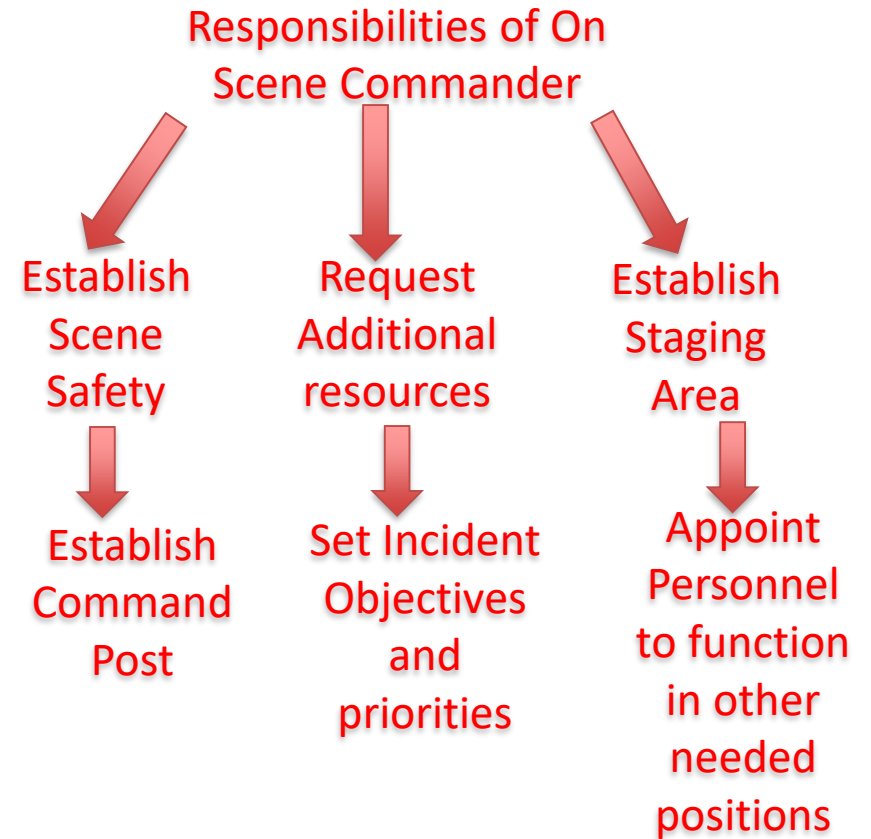 Responsibilities of On
Scene Commander
Establish
Scene
Safety
Request
Additional
resources
Establish
Staging
Area
Establish
Command
Post
Set Incident
Objectives
and
priorities
Appoint
Personnel
to function
in other
needed
positions